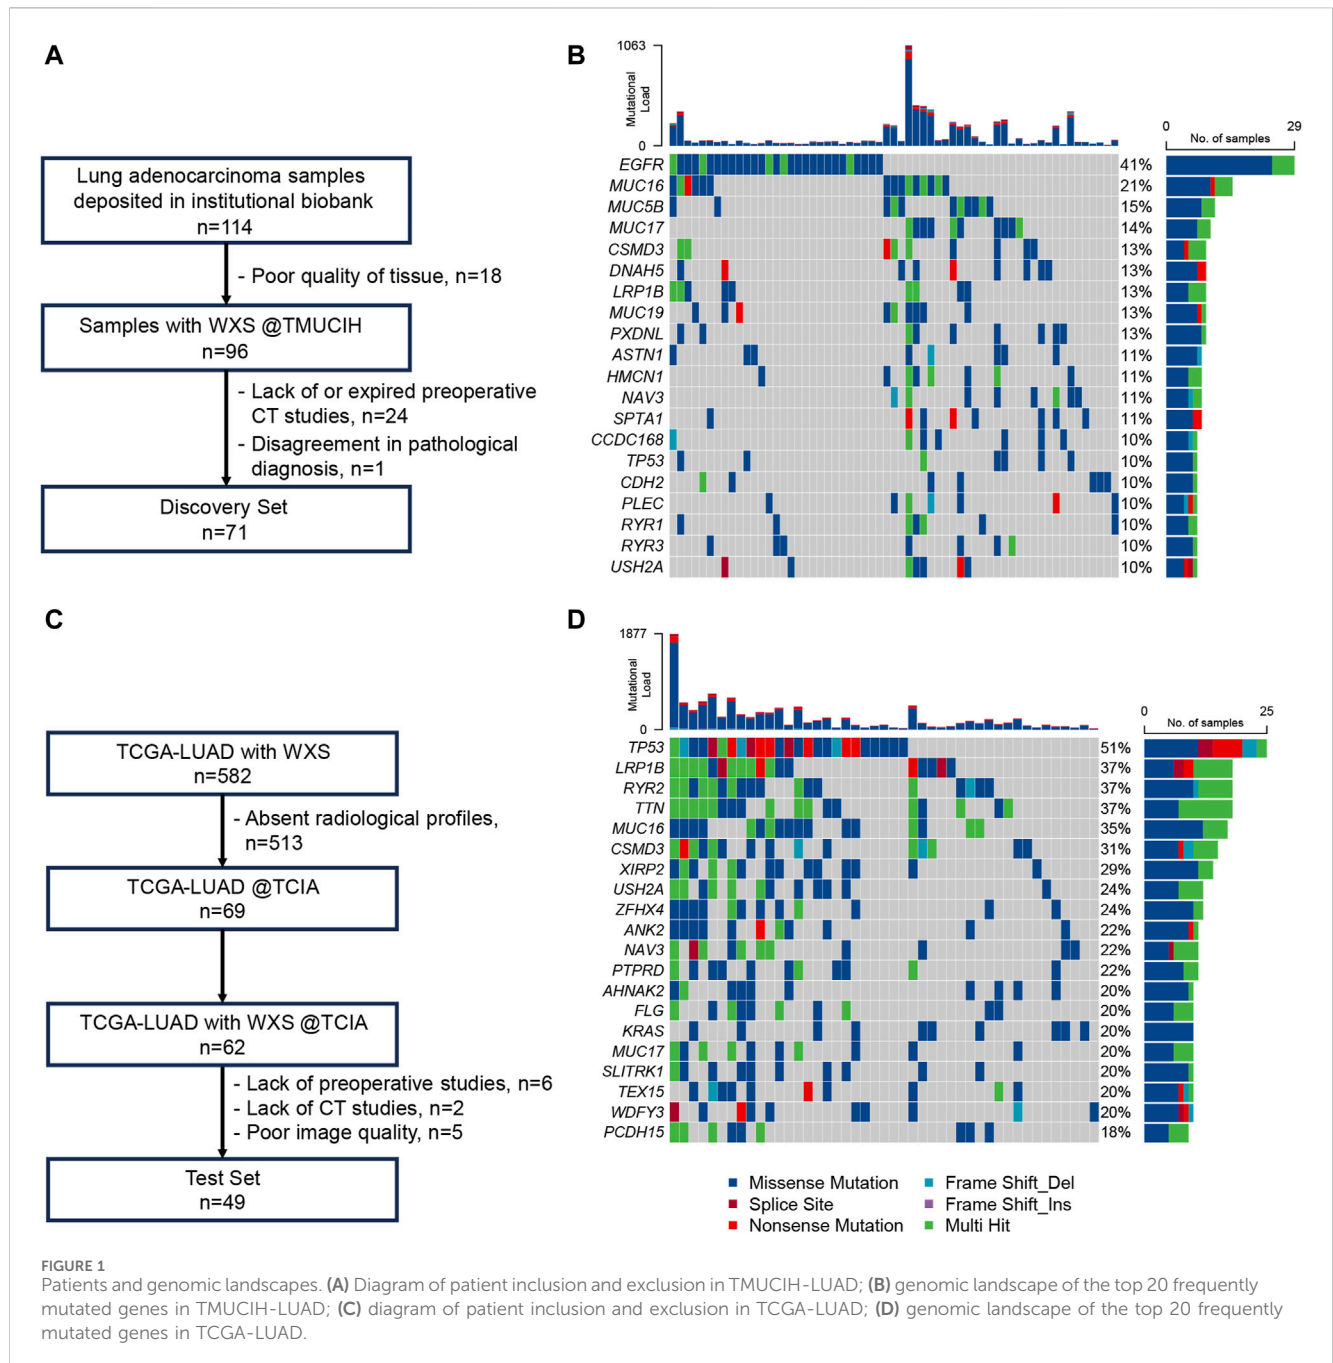 A
Lung adenocarcinoma samples
deposited in institutional biobank
n=114
- Poor quality of tissue, n=18
Samples with WXS @TMUCIH
n=96
- Lack of or expired preoperative
CT studies, n=24
- Disagreement in pathological
diagnosis, n=1
Discovery Set
n=71
B
1063
Mutational
Load
0
0
29
No. of samples
EGFR 41%
MUC16 21%
MUC5B 15%
MUC17 14%
CSMD3 13%
DNAH5 13%
LRP1B 13%
MUC19 13%
PXDNL 13%
ASTN1 11%
HMCN1 11%
NAV3 11%
SPTA1 11%
CCDC168 10%
TP53 10%
CDH2 10%
PLEC 10%
RYR1 10%
RYR3 10%
USH2A 10%
C
TCGA-LUAD with WXS
n=582
- Absent radiological profiles,
n=513
TCGA-LUAD @TCIA
n=69
TCGA-LUAD with WXS @TCIA
n=62
- Lack of preoperative studies, n=6
- Lack of CT studies, n=2
- Poor image quality, n=5
Test Set
n=49
D
1877
Mutational
Load
0
0
25
No. of samples
TP53 51%
LRP1B 37%
RYR2 37%
TTN 37%
MUC16 35%
CSMD3 31%
XIRP2 29%
USH2A 24%
ZFHX4 24%
ANK2 22%
NAV3 22%
PTPRD 22%
AHNAK2 20%
FLG 20%
KRAS 20%
MUC17 20%
SLITRK1 20%
TEX15 20%
WDFY3 20%
PCDH15 18%
Missense Mutation
Splice Site
Nonsense Mutation
Frame Shift_Del
Frame Shift_Ins
Multi Hit
FIGURE 1
Patients and genomic landscapes. (A) Diagram of patient inclusion and exclusion in TMUCIH-LUAD; (B) genomic landscape of the top 20 frequently
mutated genes in TMUCIH-LUAD; (C) diagram of patient inclusion and exclusion in TCGA-LUAD; (D) genomic landscape of the top 20 frequently
mutated genes in TCGA-LUAD.